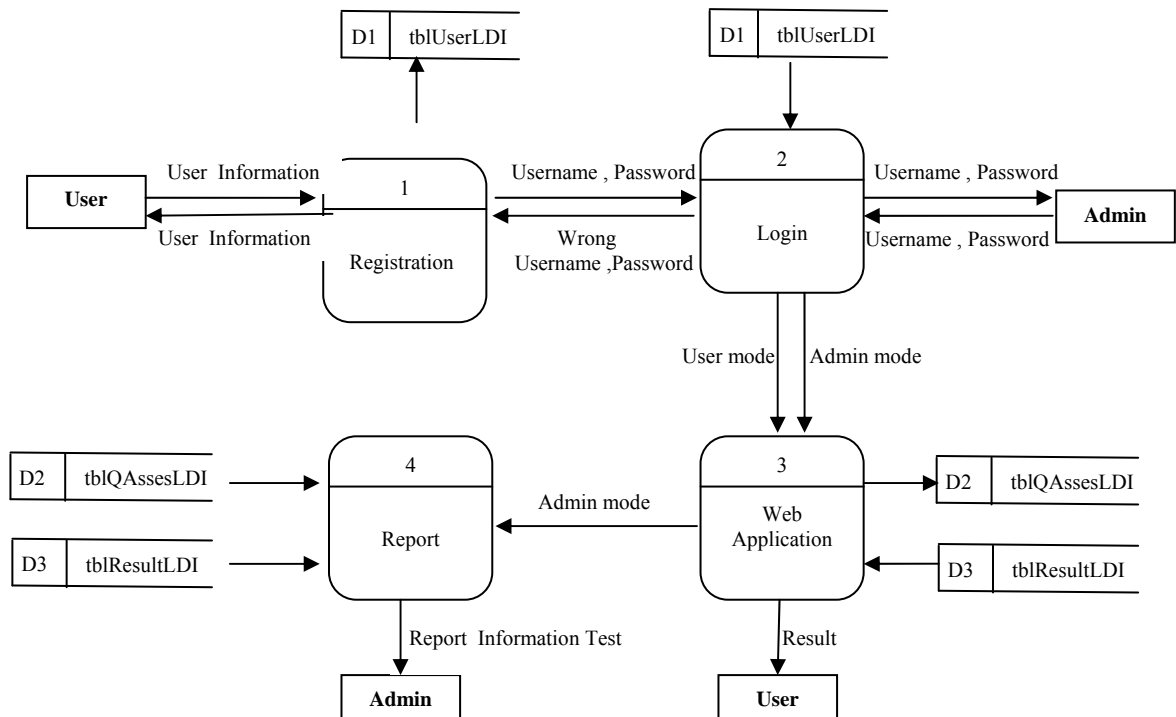 D1 tblUserLDI
D1 tblUserLDI
User
User Information
User Information
1
Registration
Username , Password
Wrong
Username ,Password
2
Login
Username , Password
Username , Password
Admin
User mode
Admin mode
D2 tblQAssesLDI
D3 tblResultLDI
4
Report
Admin mode
3
Web
Application
D2 tblQAssesLDI
D3 tblResultLDI
Report Information Test
Result
Admin
User